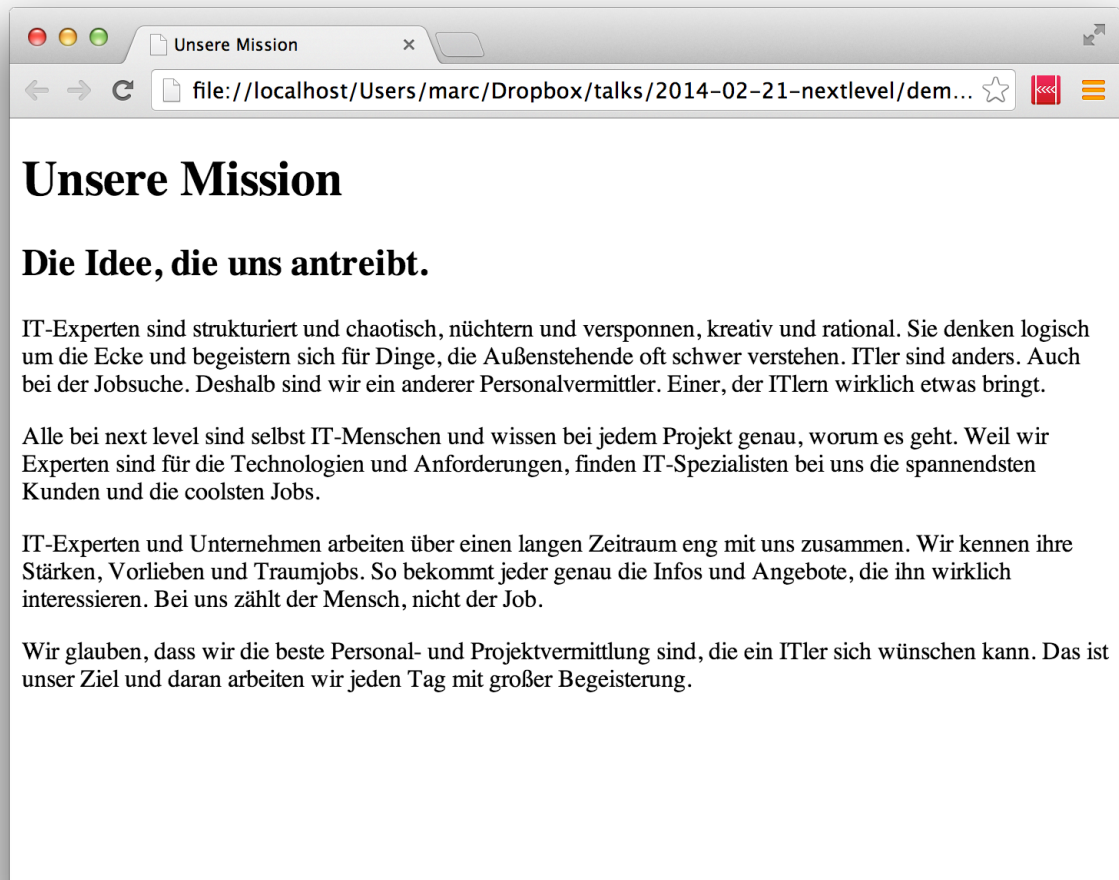 Unsere Mission
file://localhost/Users/marc/Dropbox/talks/2014-02-21-nextlevel/dem...
Unsere Mission
Die Idee, die uns antreibt.
IT-Experten sind strukturiert und chaotisch, nüchtern und versponnen, kreativ und rational. Sie denken logisch
um die Ecke und begeistern sich für Dinge, die Außenstehende oft schwer verstehen. ITler sind anders. Auch
bei der Jobsuche. Deshalb sind wir ein anderer Personalvermittler. Einer, der ITlern wirklich etwas bringt.
Alle bei next level sind selbst IT-Menschen und wissen bei jedem Projekt genau, worum es geht. Weil wir
Experten sind für die Technologien und Anforderungen, finden IT-Spezialisten bei uns die spannendsten
Kunden und die coolsten Jobs.
IT-Experten und Unternehmen arbeiten über einen langen Zeitraum eng mit uns zusammen. Wir kennen ihre
Stärken, Vorlieben und Traumjobs. So bekommt jeder genau die Infos und Angebote, die ihn wirklich
interessieren. Bei uns zählt der Mensch, nicht der Job.
Wir glauben, dass wir die beste Personal- und Projektvermittlung sind, die ein ITler sich wünschen kann. Das ist
unser Ziel und daran arbeiten wir jeden Tag mit großer Begeisterung.